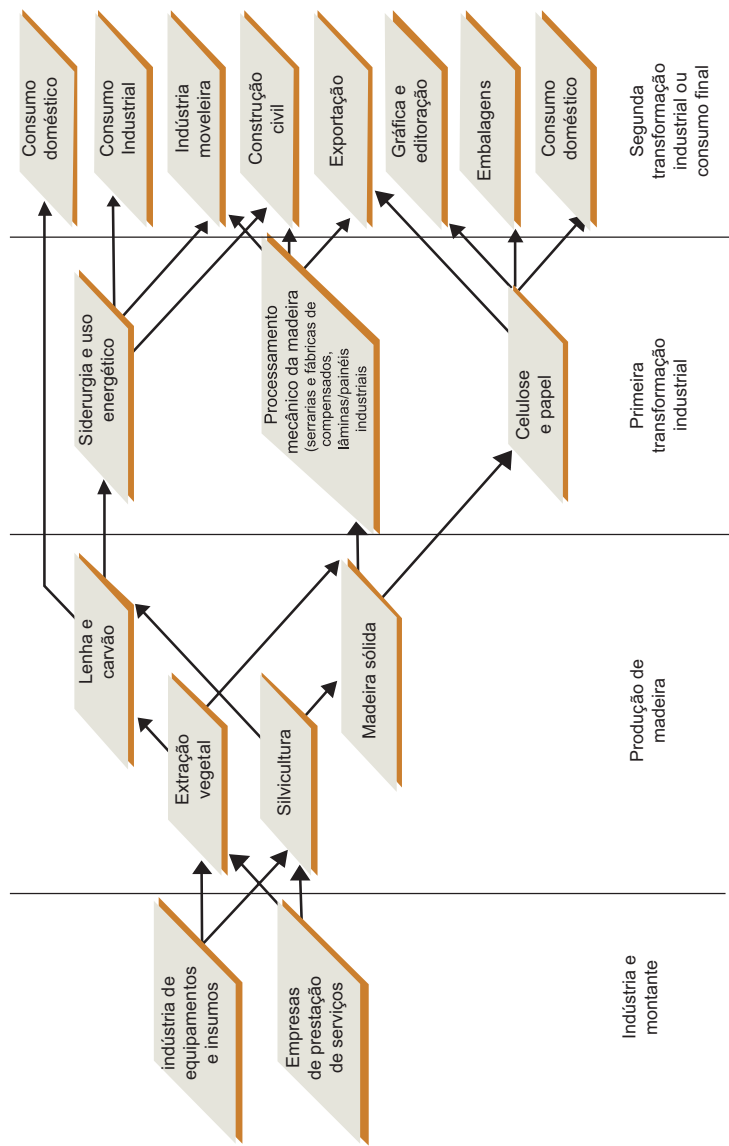 indústria de
equipamentos
e insumos
Empresas
de prestação
de serviços
Indústria e
montante
Lenha e
carvão
Extração
vegetal
Silvicultura
Madeira sólida
Produção de
madeira
Siderurgia e uso
energético
Processamento
mecânico da madeira
(serrarias e fábricas de
compensados,
lâminas/painéis
industriais
Celulose
e papel
Primeira
transformação
industrial
Consumo
doméstico
Consumo
Industrial
Indústria
moveleira
Construção
civil
Exportação
Gráfica e
editoração
Embalagens
Consumo
doméstico
Segunda
transformação
industrial ou
consumo final